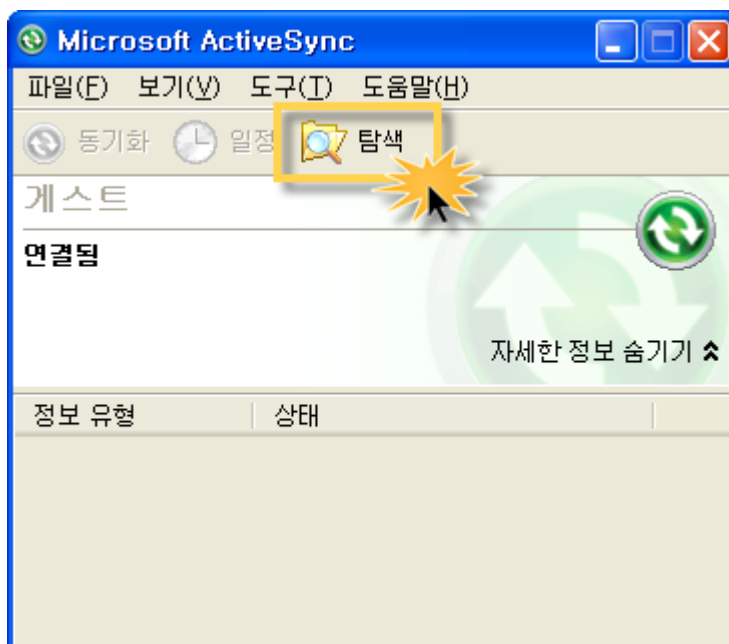 Microsoft ActiveSync
파일(F) 보기(V) 도구(T) 도움말(H)
동기화 일정 탐색
게스트
연결됨
자세한 정보 숨기기
정보 유형 상태